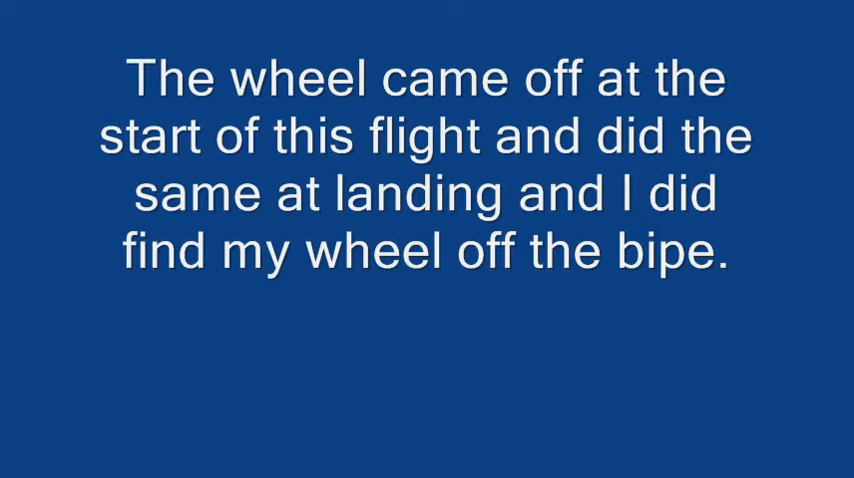 The wheel came off at the
start of this flight and did the
same at landing and I did
find my wheel off the bipe.